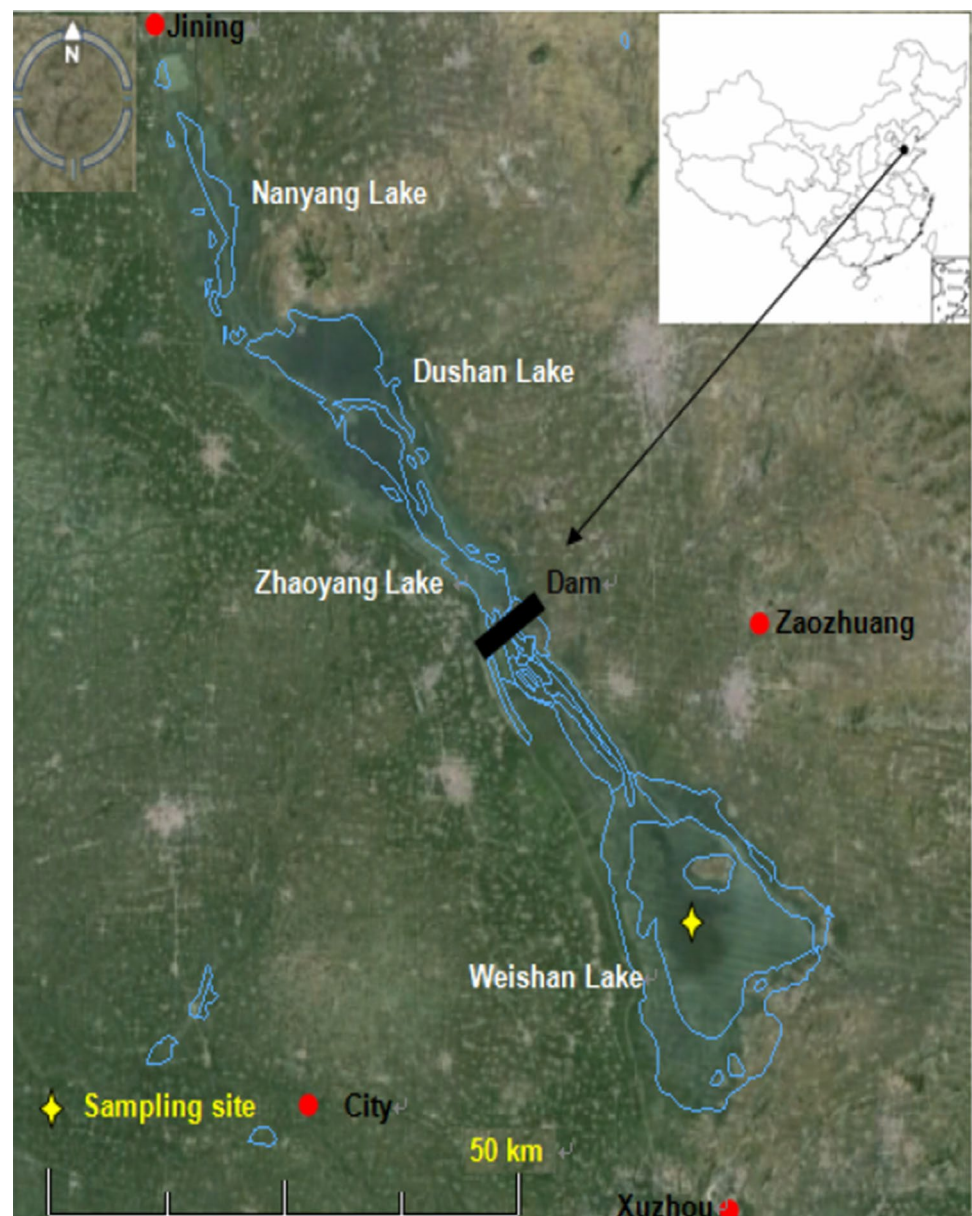 Jining
N
Nanyang Lake
Dushan Lake
Zhaoyang Lake
Dam
Zaozhuang
Weishan Lake
Sampling site
City
50 km
Xuzhou